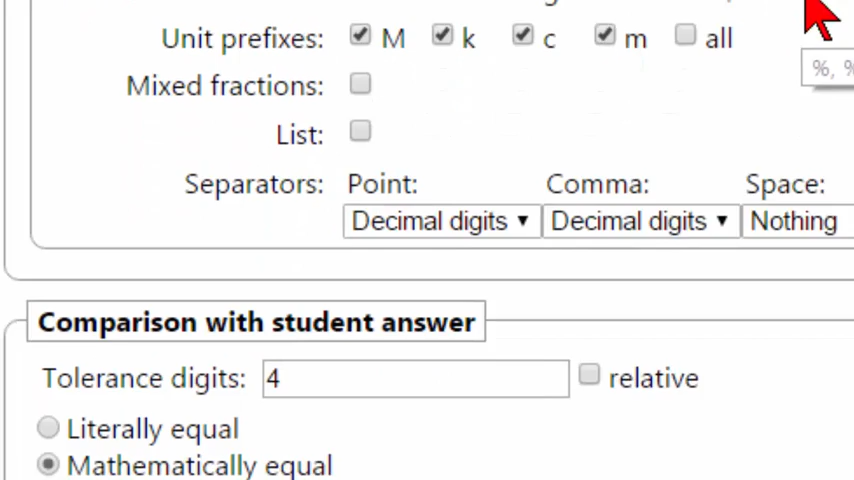 Unit prefixes: M k c m all
%, %
Mixed fractions:
List:
Separators: Point: Comma: Space:
Decimal digits Decimal digits Nothing
Comparison with student answer
Tolerance digits: 4 relative
Literally equal
Mathematically equal